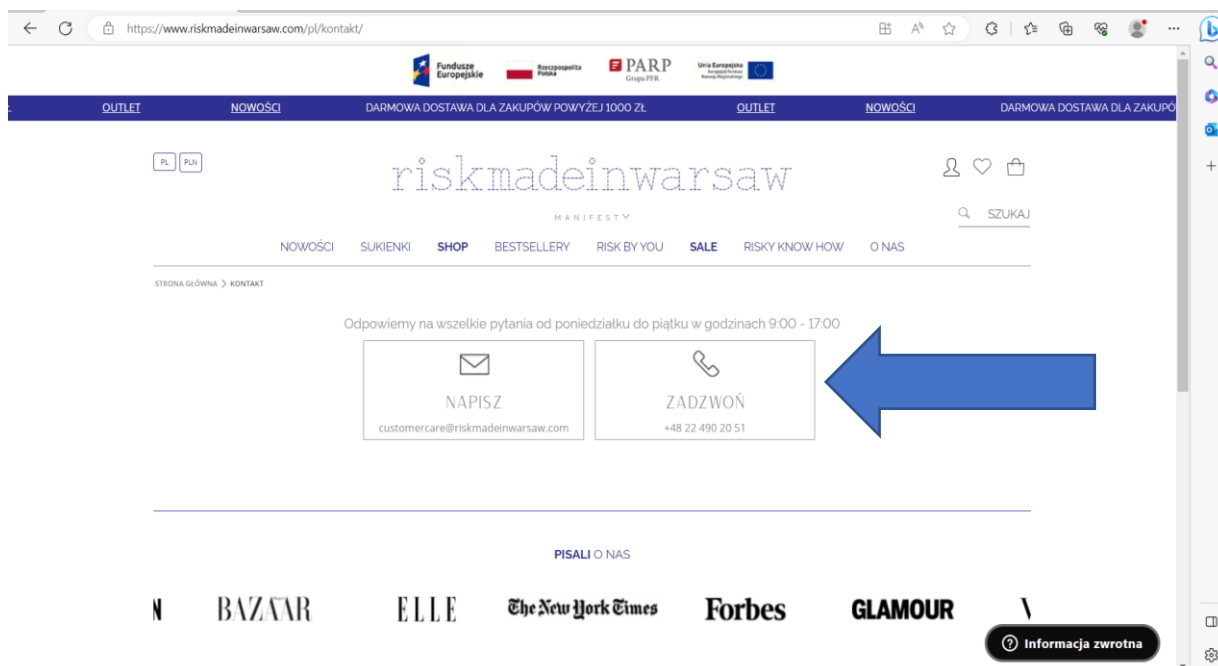 https://www.riskmadeinwarsaw.com/pl/kontakt/
Fundusze
Europejskie
Rzeczpospolita
Polska
PARP
Grupa PFR
Unia Europejska
OUTLET NOWOŚCI DARMOWA DOSTAWA DLA ZAKUPÓW POWYŻEJ 1000 ZŁ OUTLET NOWOŚCI DARMOWA DOSTAWA DLA ZAKUPÓ
PL PLN
riskmadeinwarsaw
MANIFEST
SZUKAJ
NOWOŚCI SUKIENKI SHOP BESTSELLERY RISK BY YOU SALE RISKY KNOW HOW O NAS
STRONA GŁÓWNA > KONTAKT
Odpowiemy na wszelkie pytania od poniedziałku do piątku w godzinach 9:00 - 17:00
NAPISZ
customercare@riskmadeinwarsaw.com
ZADZWOŃ
+48 22 490 20 51
PISALI O NAS
N BAZAAR ELLE The New York Times Forbes GLAMOUR
Informacja zwrotna